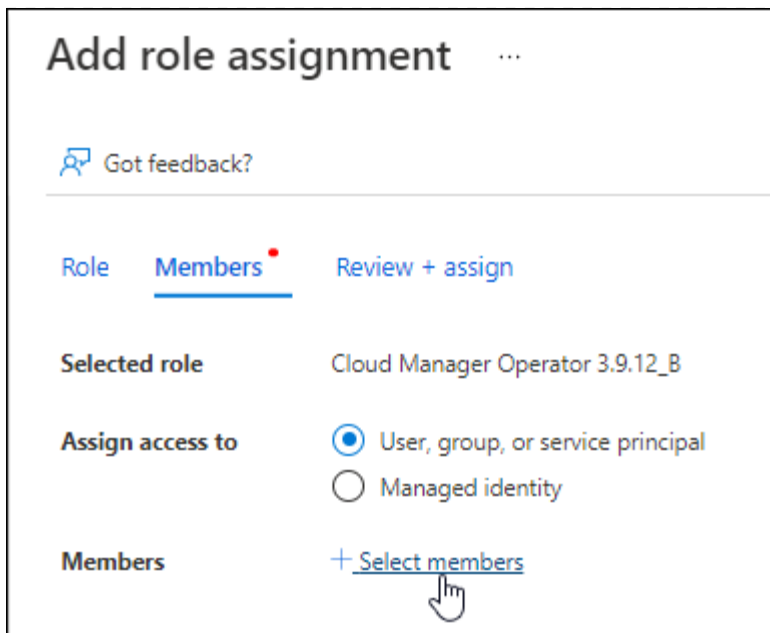 Add role assignment ...
Got feedback?
Role Members Review + assign
Selected role Cloud Manager Operator 3.9.12_B
Assign access to User, group, or service principal
Managed identity
Members + Select members